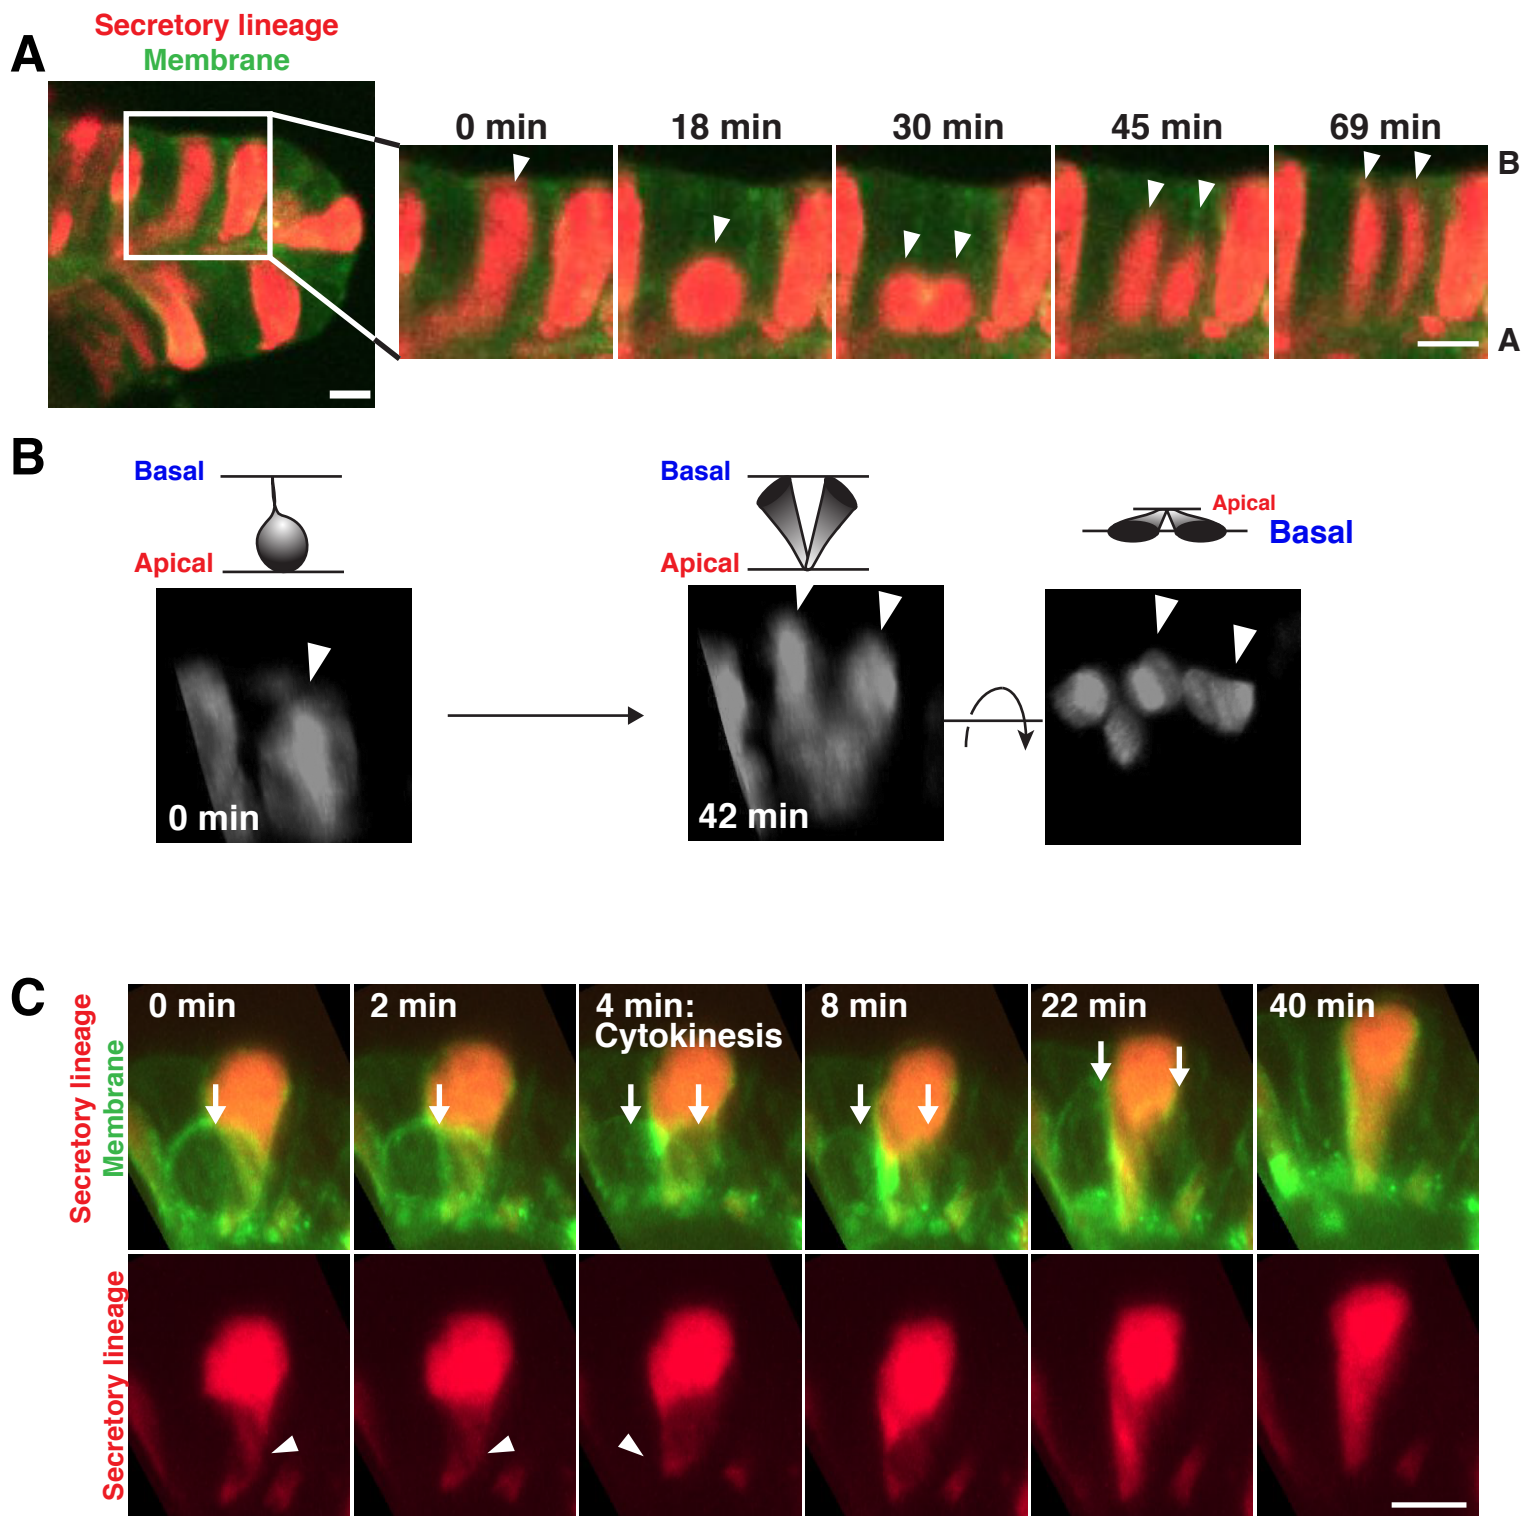 A
Secretory lineage
Membrane
0 min
18 min
30 min
45 min
69 min
B
A
B
Basal
Apical
0 min
Basal
Apical
42 min
Apical
Basal
C
Secretory lineage
Membrane
0 min
2 min
4 min:
Cytokinesis
8 min
22 min
40 min
Secretory lineage